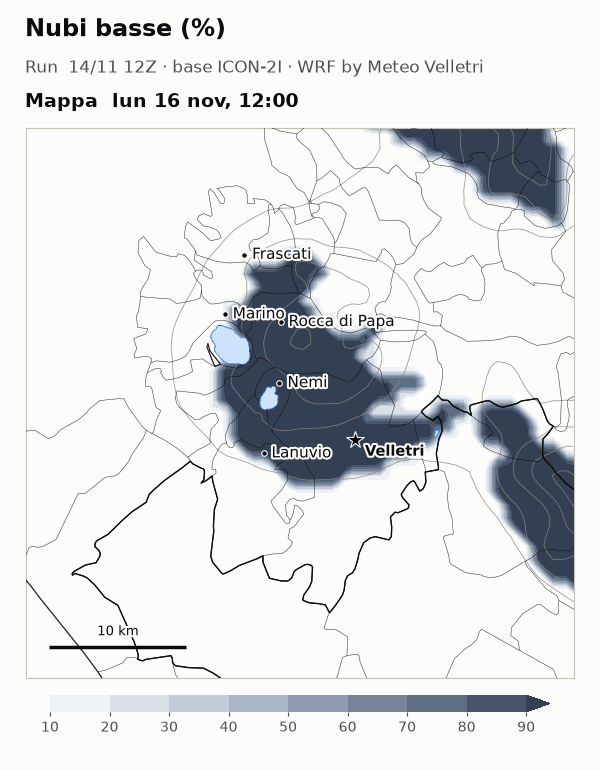 Nubi basse (%)
Run  14/11 12Z · base ICON-2I · WRF by Meteo Velletri
Mappa  lun 16 nov, 12:00
Frascati
Marino
Rocca di Papa
Nemi
Velletri
Lanuvio
10 km
10 20 30 40 50 60 70 80 90